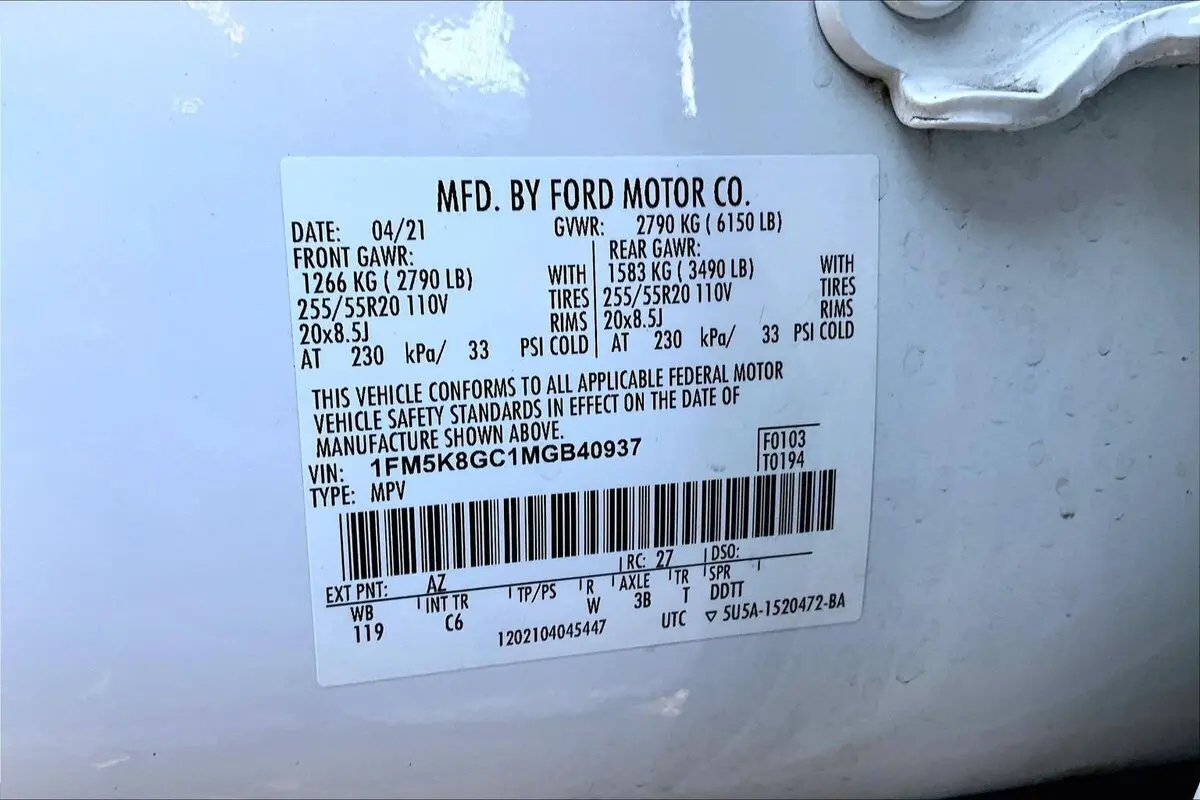 MFD. BY FORD MOTOR CO.
DATE: 04/21 GVWR: 2790 KG ( 6150 LB)
FRONT GAWR: REAR GAWR:
1266 KG ( 2790 LB) WITH 1583 KG ( 3490 LB) WITH
255/55R20 110V TIRES 255/55R20 110V TIRES
20x8.5J RIMS 20x8.5J RIMS
AT 230 kPa/ 33 PSI COLD AT 230 kPa/ 33 PSI COLD
THIS VEHICLE CONFORMS TO ALL APPLICABLE FEDERAL MOTOR
VEHICLE SAFETY STANDARDS IN EFFECT ON THE DATE OF
MANUFACTURE SHOWN ABOVE.
VIN: 1FM5K8GC1MGB40937 F0103
TYPE: MPV T0194
EXT PNT: AZ RC: 27 DSO:
WB INT TR TP/PS R AXLE TR SPR
119 C6 W 3B T DDTT
1202104045447 UTC ▽ 5U5A-1520472-BA